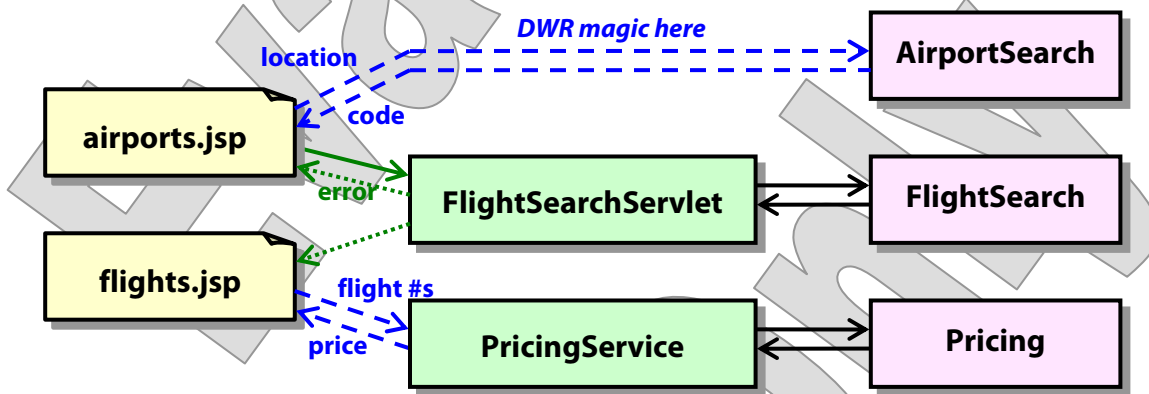 DWR magic here
location
AirportSearch
code
airports.jsp
error
FlightSearchServlet
FlightSearch
flights.jsp
flight #s
price
PricingService
Pricing